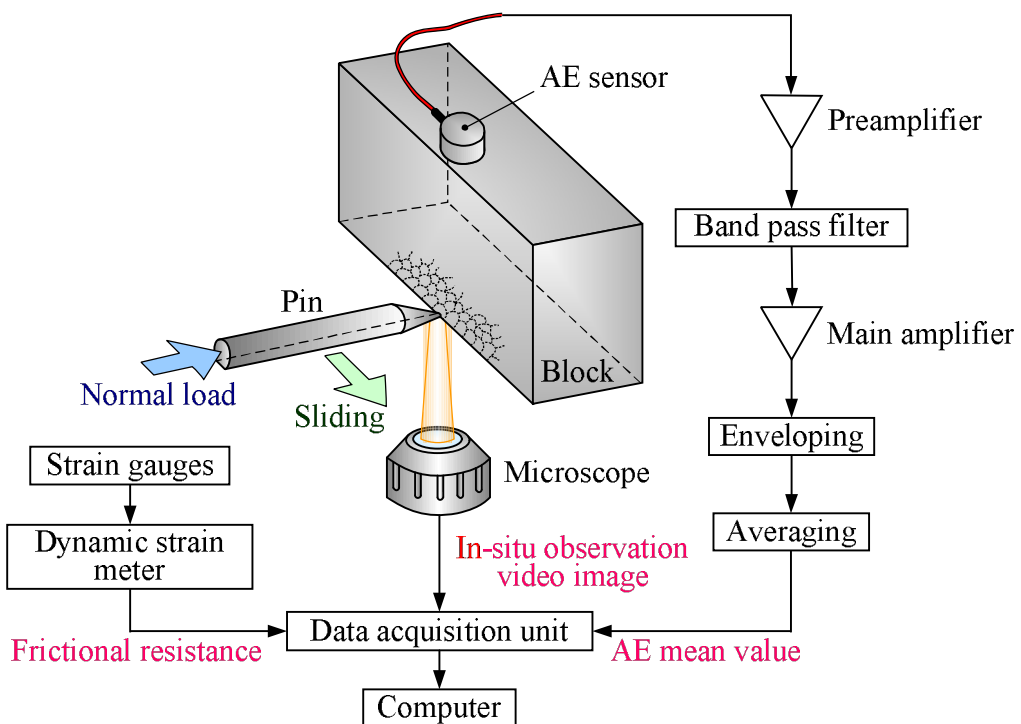 AE sensor
Preamplifier
Band pass filter
Pin
Main amplifier
Block
Normal load
Sliding
Enveloping
Strain gauges
Microscope
Averaging
Dynamic strain
meter
In-situ observation
video image
Data acquisition unit
Frictional resistance
AE mean value
Computer